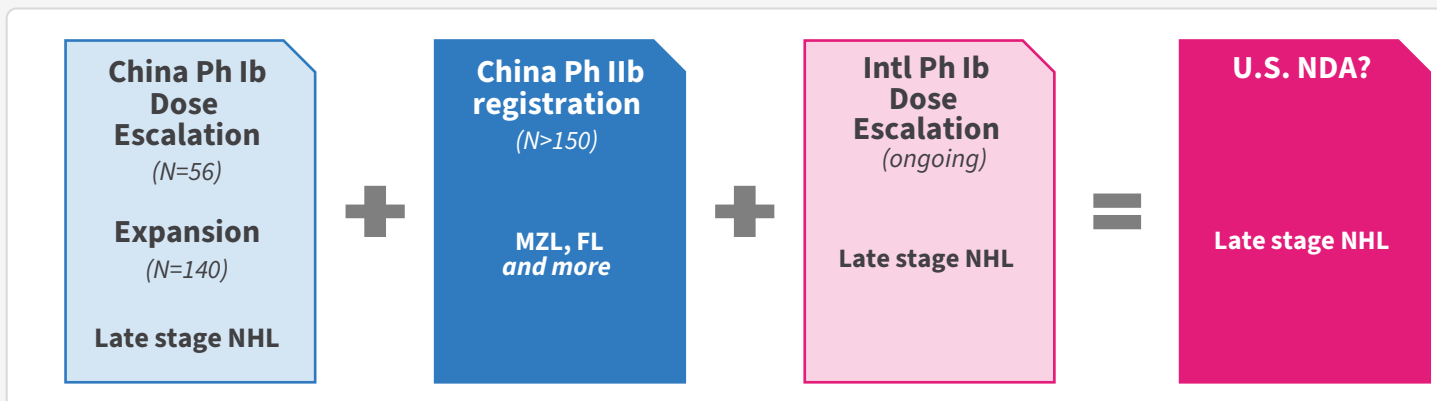 China Ph Ib
Dose
Escalation
(N=56)
Expansion
(N=140)
Late stage NHL
China Ph IIb
registration
(N>150)
MZL, FL
and more
Intl Ph Ib
Dose
Escalation
(ongoing)
Late stage NHL
U.S. NDA?
Late stage NHL